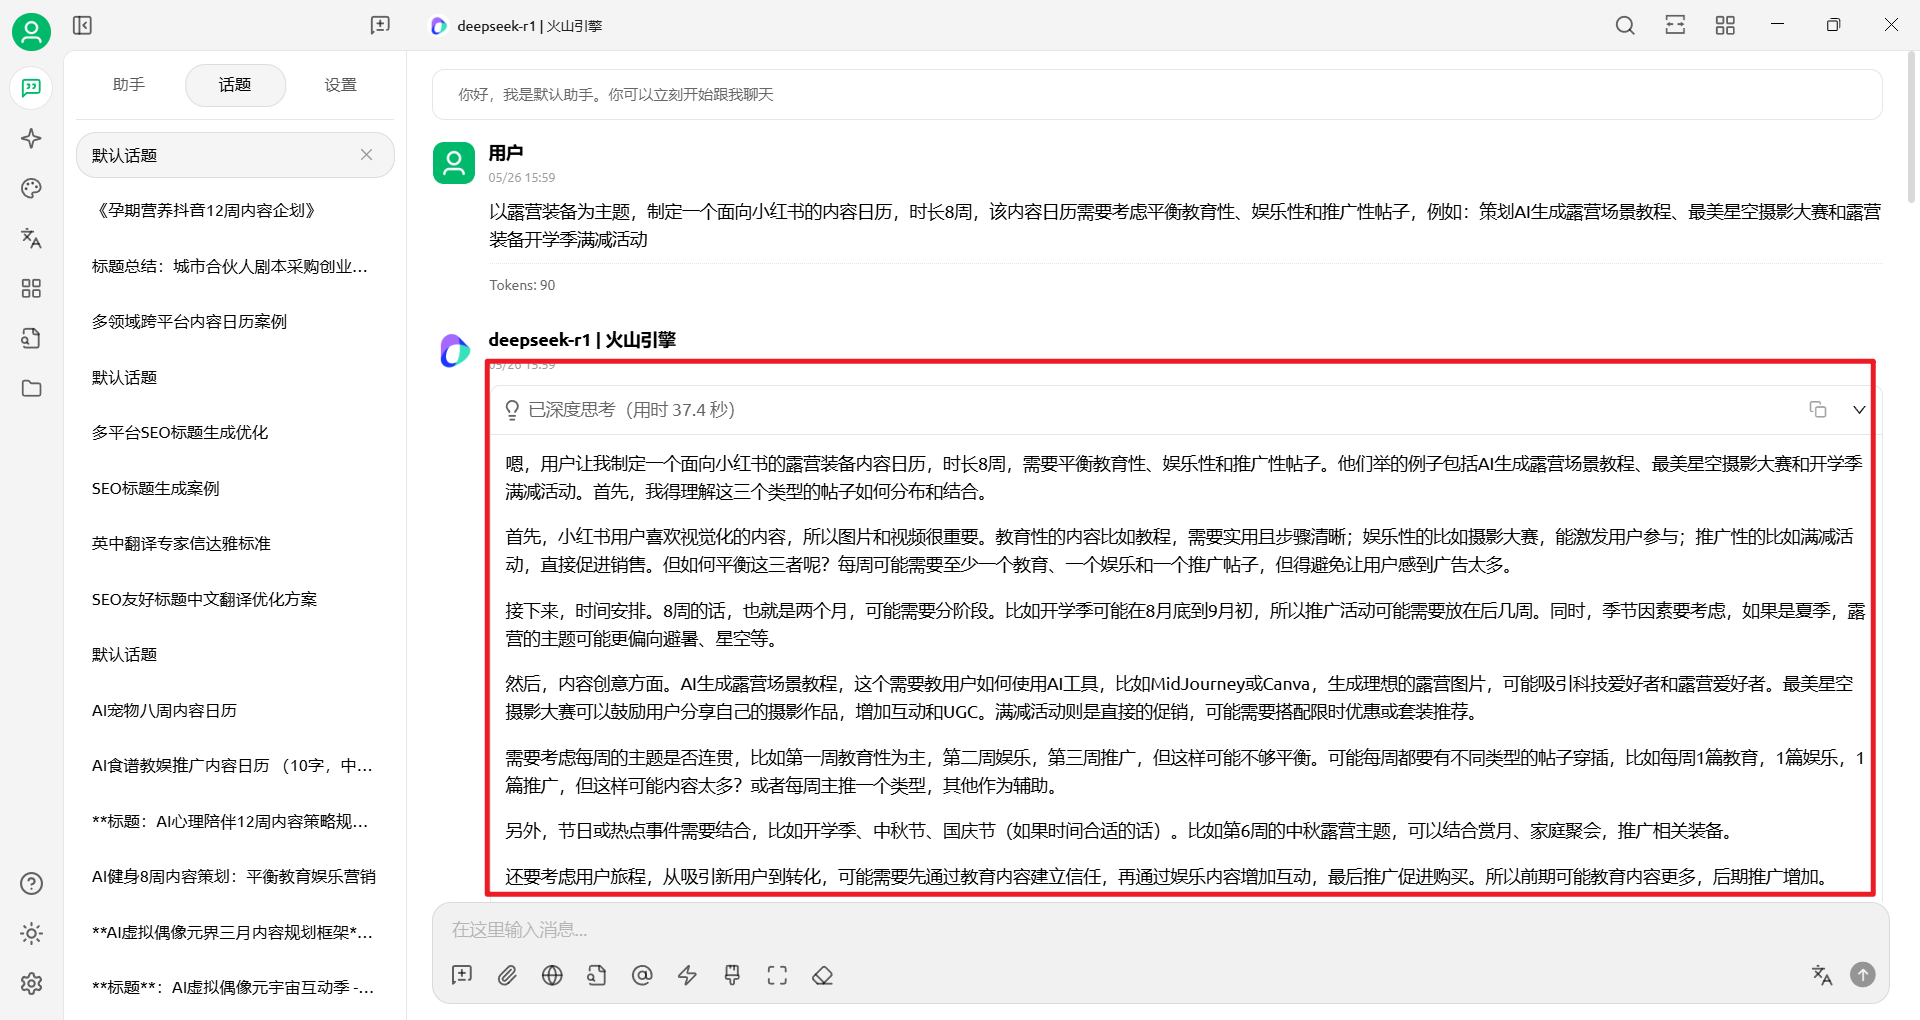 deepseek-r1 | 火山引擎
助手
话题
设置
默认话题
《孕期营养抖音12周内容企划》
标题总结：城市合伙人剧本采购创业...
多领域跨平台内容日历案例
默认话题
多平台SEO标题生成优化
SEO标题生成案例
英中翻译专家信达雅标准
SEO友好标题中文翻译优化方案
默认话题
AI宠物八周内容日历
AI食谱教娱推广内容日历 （10字，中...
**标题：AI心理陪伴12周内容策略规...
AI健身8周内容策划：平衡教育娱乐营销
**AI虚拟偶像元界三月内容规划框架*...
**标题**：AI虚拟偶像元宇宙互动季 -...
你好，我是默认助手。你可以立刻开始跟我聊天
用户
05/26 15:59
以露营装备为主题，制定一个面向小红书的内容日历，时长8周，该内容日历需要考虑平衡教育性、娱乐性和推广性帖子，例如：策划AI生成露营场景教程、最美星空摄影大赛和露营
装备开学季满减活动
Tokens: 90
deepseek-r1 | 火山引擎
05/26 15:59
已深度思考（用时 37.4 秒）
嗯，用户让我制定一个面向小红书的露营装备内容日历，时长8周，需要平衡教育性、娱乐性和推广性帖子。他们举的例子包括AI生成露营场景教程、最美星空摄影大赛和开学季
满减活动。首先，我得理解这三个类型的帖子如何分布和结合。
首先，小红书用户喜欢视觉化的内容，所以图片和视频很重要。教育性的内容比如教程，需要实用且步骤清晰；娱乐性的比如摄影大赛，能激发用户参与；推广性的比如满减活
动，直接促进销售。但如何平衡这三者呢？每周可能需要至少一个教育、一个娱乐和一个推广帖子，但得避免让用户感到广告太多。
接下来，时间安排。8周的话，也就是两个月，可能需要分阶段。比如开学季可能在8月底到9月初，所以推广活动可能需要放在后几周。同时，季节因素要考虑，如果是夏季，露
营的主题可能更偏向避暑、星空等。
然后，内容创意方面。AI生成露营场景教程，这个需要教用户如何使用AI工具，比如MidJourney或Canva，生成理想的露营图片，可能吸引科技爱好者和露营爱好者。最美星空
摄影大赛可以鼓励用户分享自己的摄影作品，增加互动和UGC。满减活动则是直接的促销，可能需要搭配限时优惠或套装推荐。
需要考虑每周的主题是否连贯，比如第一周教育性为主，第二周娱乐，第三周推广，但这样可能不够平衡。可能每周都要有不同类型的帖子穿插，比如每周1篇教育，1篇娱乐，1
篇推广，但这样可能内容太多？或者每周主推一个类型，其他作为辅助。
另外，节日或热点事件需要结合，比如开学季、中秋节、国庆节（如果时间合适的话）。比如第6周的中秋露营主题，可以结合赏月、家庭聚会，推广相关装备。
还要考虑用户旅程，从吸引新用户到转化，可能需要先通过教育内容建立信任，再通过娱乐内容增加互动，最后推广促进购买。所以前期可能教育内容更多，后期推广增加。
在这里输入消息...